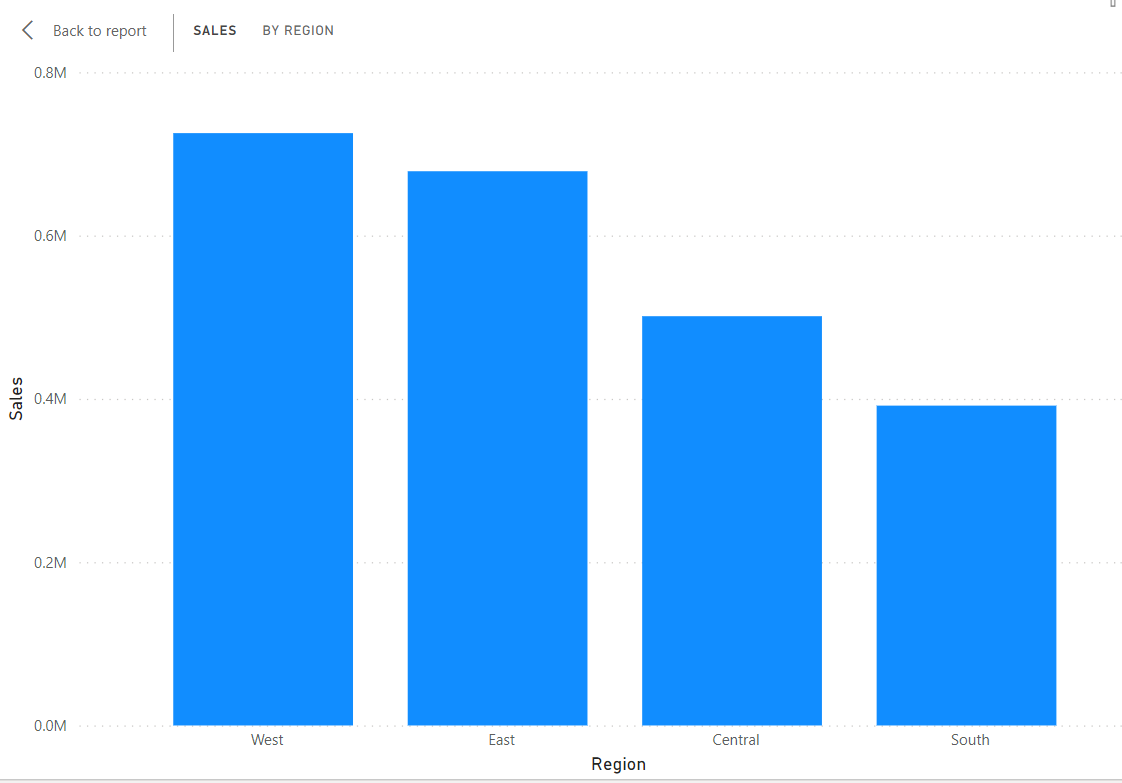 Back to report
SALES BY REGION
0.8M
0.6M
0.4M
0.2M
0.0M
Sales
West East Central South
Region